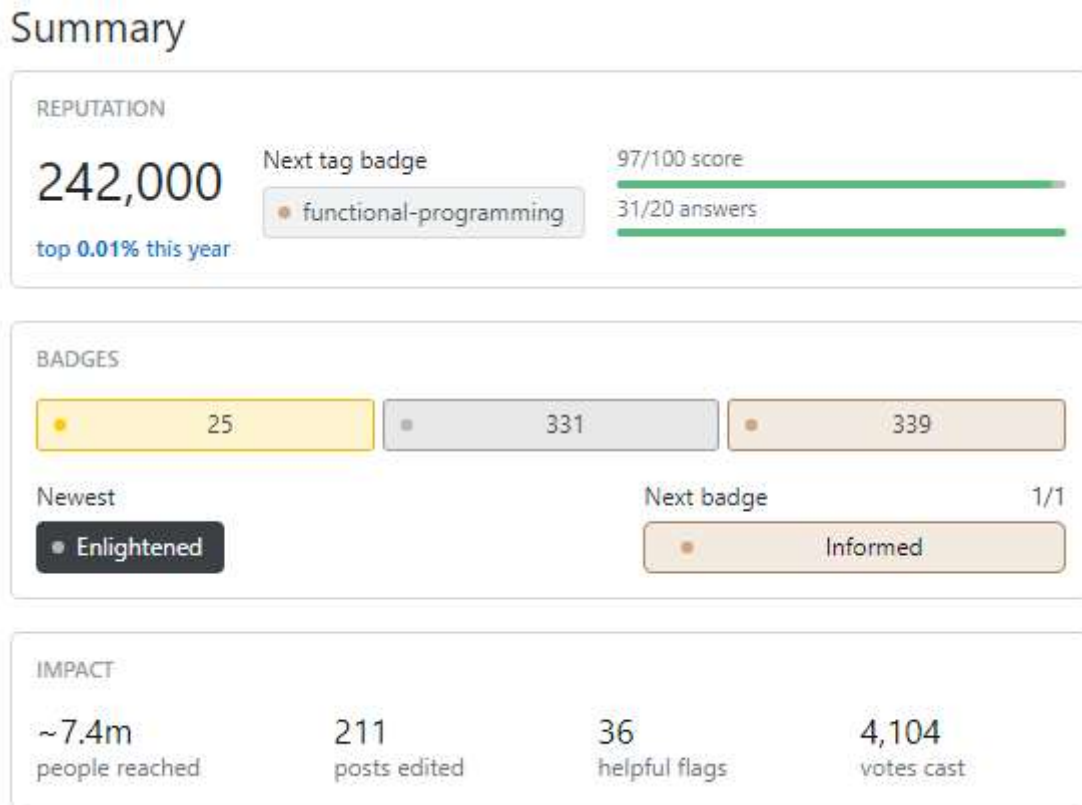 Summary
REPUTATION
242,000
top 0.01% this year
Next tag badge
functional-programming
97/100 score
31/20 answers
BADGES
25
331
339
Newest
Enlightened
Next badge 1/1
Informed
IMPACT
~7.4m
people reached
211
posts edited
36
helpful flags
4,104
votes cast